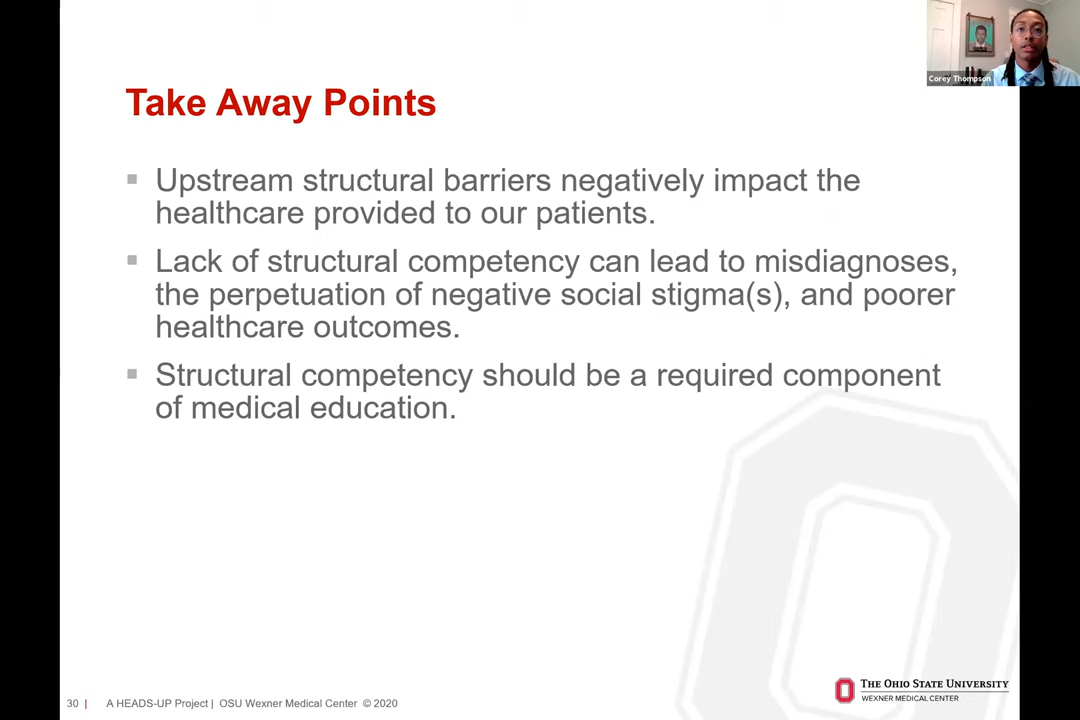 Corey Thompson
Take Away Points
▪ Upstream structural barriers negatively impact the
healthcare provided to our patients.
▪ Lack of structural competency can lead to misdiagnoses,
the perpetuation of negative social stigma(s), and poorer
healthcare outcomes.
▪ Structural competency should be a required component
of medical education.
30 | A HEADS-UP Project | OSU Wexner Medical Center © 2020
THE OHIO STATE UNIVERSITY
WEXNER MEDICAL CENTER